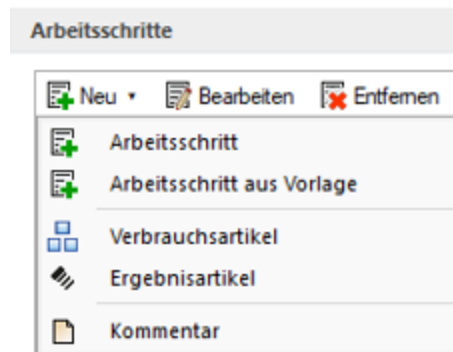 Arbeitsschritte
Neu Bearbeiten Entfernen
Arbeitsschritt
Arbeitsschritt aus Vorlage
Verbrauchsartikel
Ergebnisartikel
Kommentar